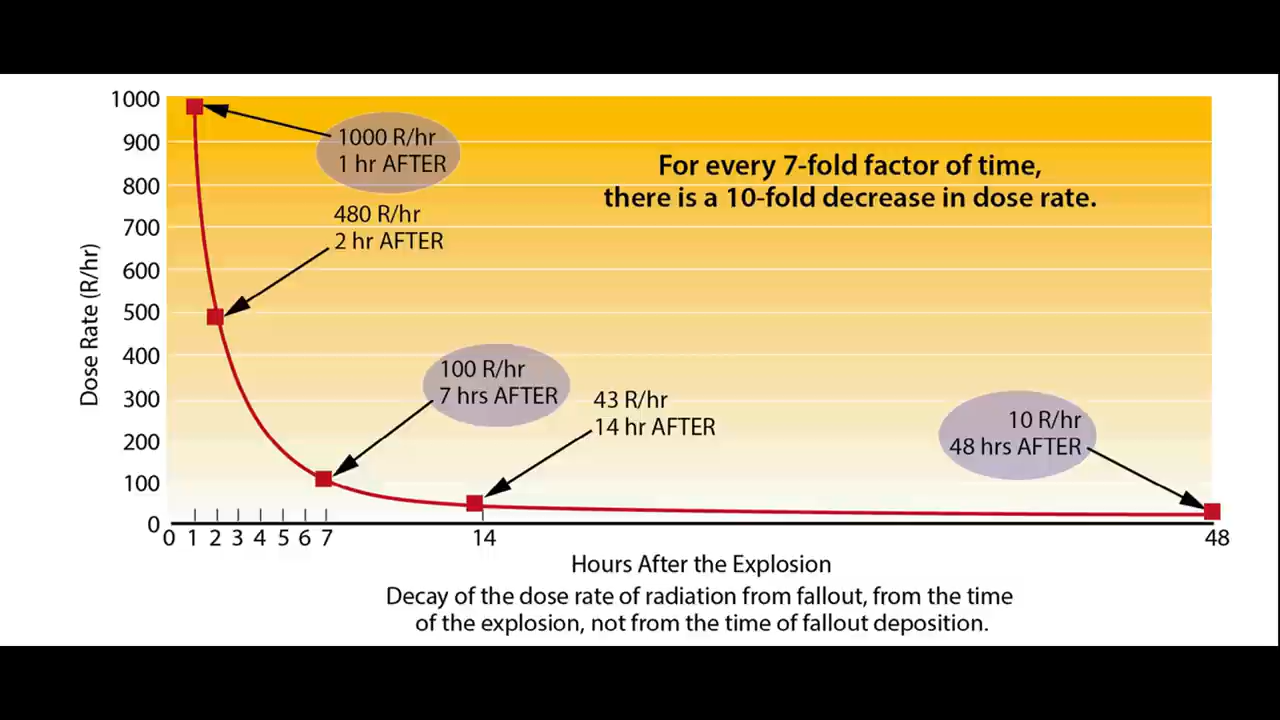 1000
900
800
700
600
500
400
300
200
100
0
Dose Rate (R/hr)
1000 R/hr
1 hr AFTER
480 R/hr
2 hr AFTER
For every 7-fold factor of time,
there is a 10-fold decrease in dose rate.
100 R/hr
7 hrs AFTER
43 R/hr
14 hr AFTER
10 R/hr
48 hrs AFTER
0 1 2 3 4 5 6 7 14 48
Hours After the Explosion
Decay of the dose rate of radiation from fallout, from the time
of the explosion, not from the time of fallout deposition.